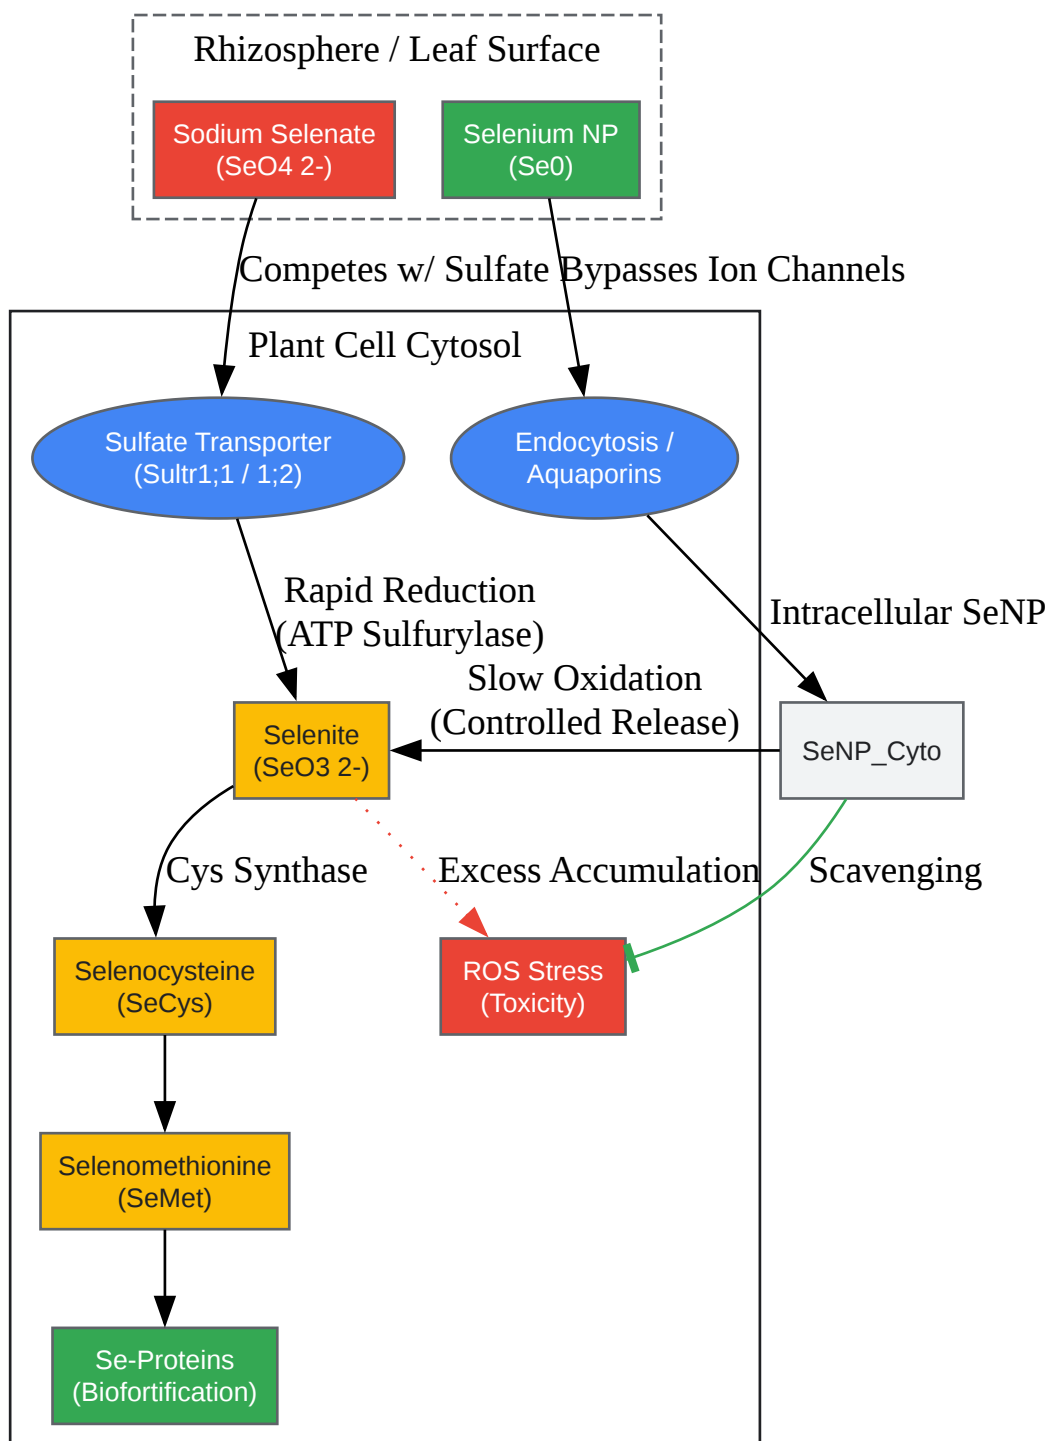 Rhizosphere / Leaf Surface
Sodium Selenate
(SeO4 2-)
Selenium NP
(Se0)
Competes w/ Sulfate
Bypasses Ion Channels
Plant Cell Cytosol
Sulfate Transporter
(Sultr1;1 / 1;2)
Endocytosis /
Aquaporins
Rapid Reduction
(ATP Sulfurylase)
Intracellular SeNP
Slow Oxidation
(Controlled Release)
Selenite
(SeO3 2-)
SeNP_Cyto
Cys Synthase
Excess Accumulation
Scavenging
Selenocysteine
(SeCys)
ROS Stress
(Toxicity)
Selenomethionine
(SeMet)
Se-Proteins
(Biofortification)